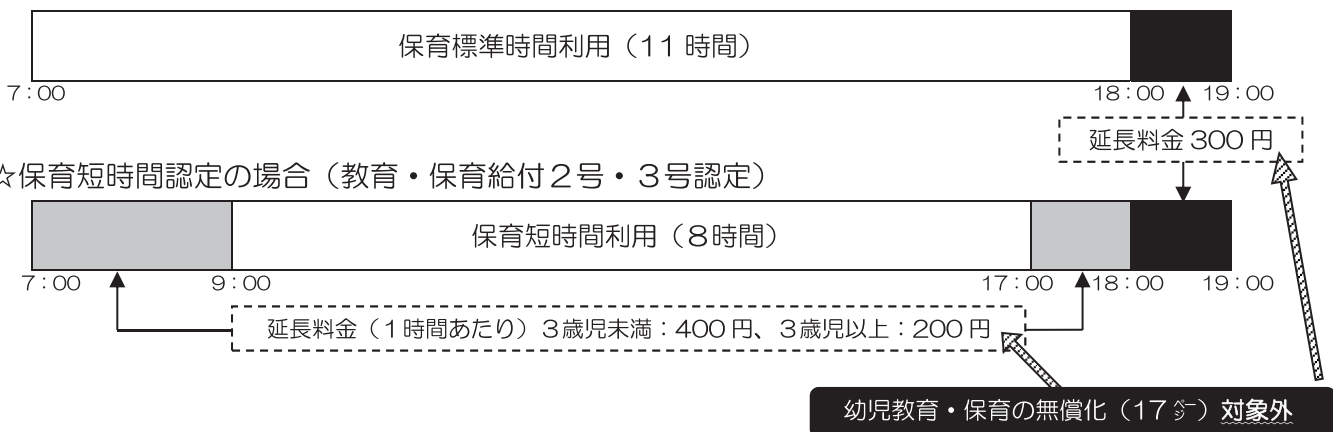 保育標準時間利用（11 時間）
7：00
18：00
19：00
延長料金 300 円
☆保育短時間認定の場合（教育・保育給付２号・３号認定）
保育短時間利用（８時間）
7：00
9：00
17：00
18：00
19：00
延長料金（１時間あたり）３歳児未満：400 円、３歳児以上：200 円
幼児教育・保育の無償化（17 ㌻）対象外